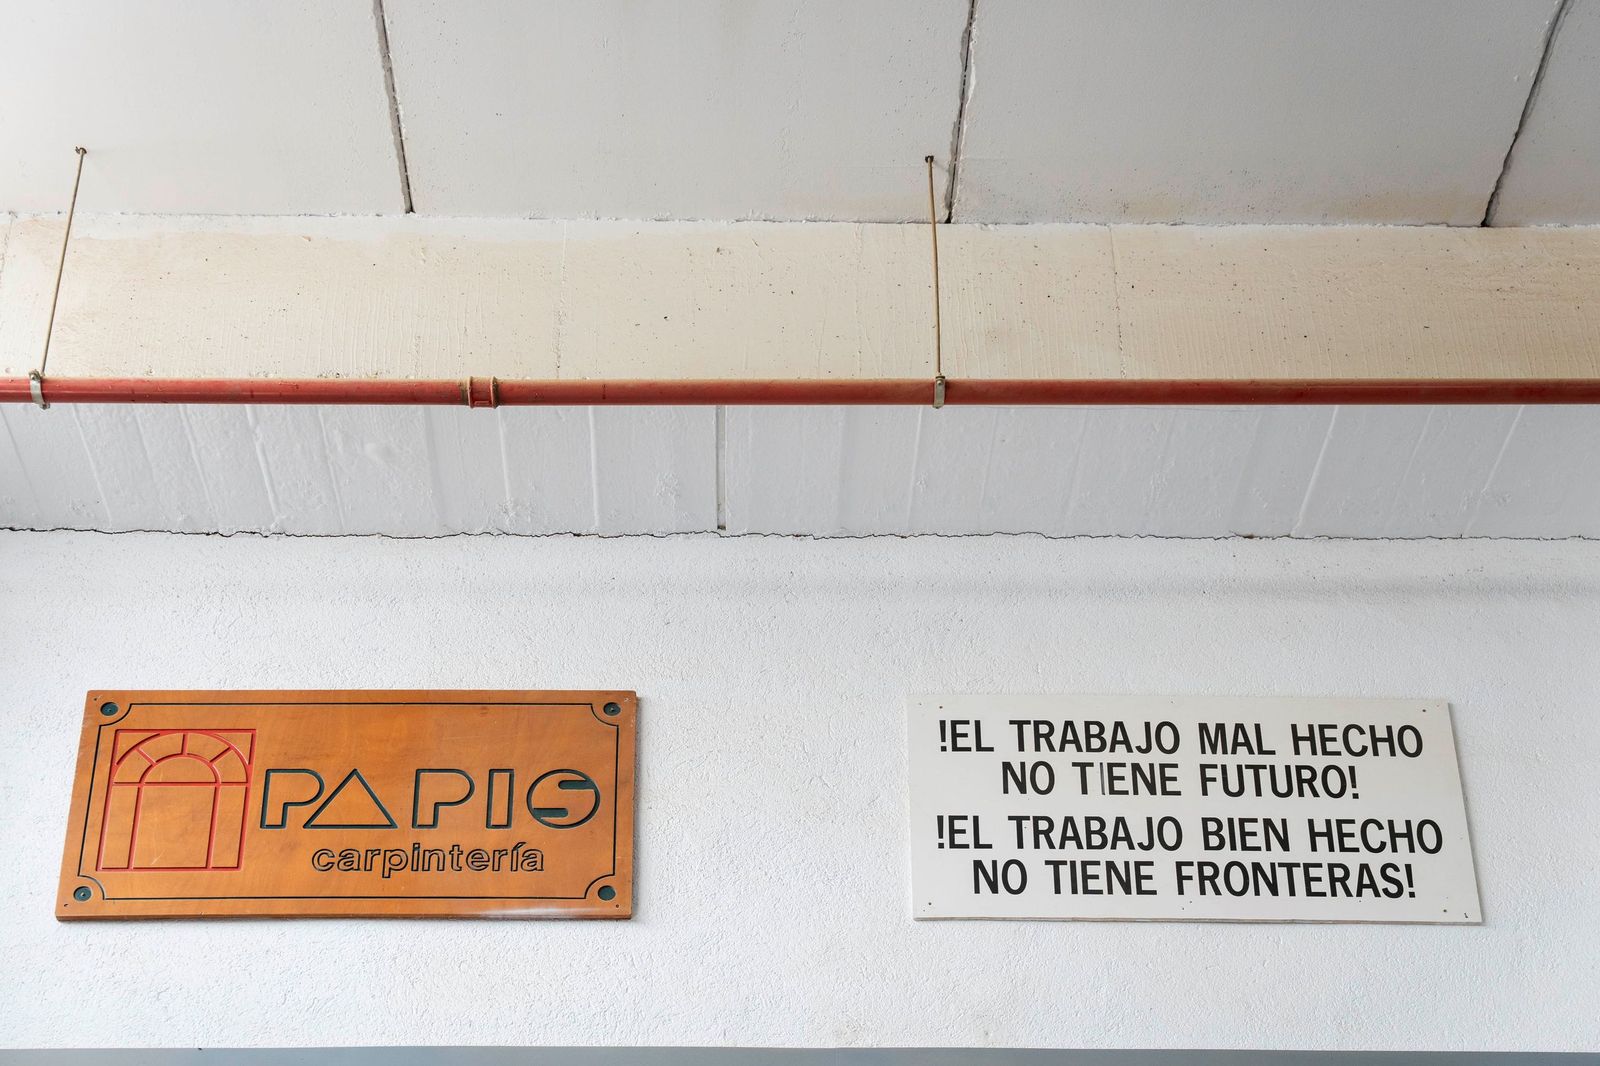 PAPIS
carpintería
!EL TRABAJO MAL HECHO
NO TIENE FUTURO!
!EL TRABAJO BIEN HECHO
NO TIENE FRONTERAS!